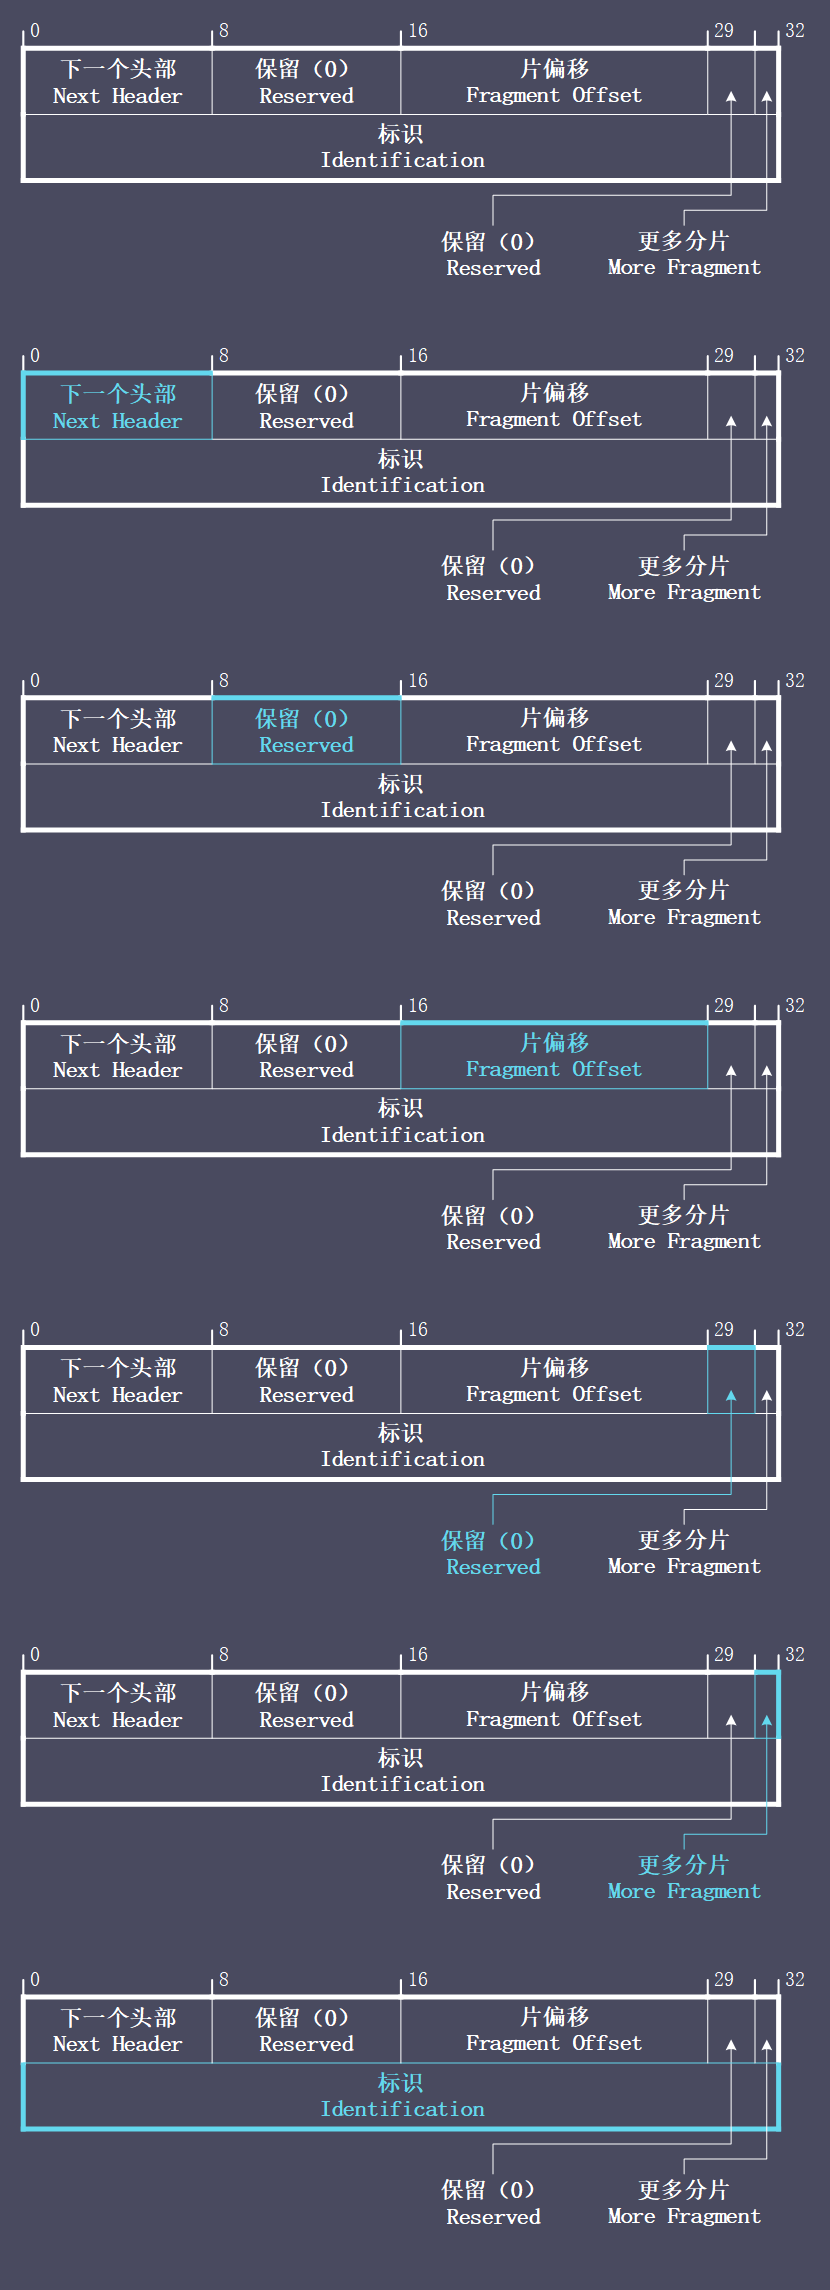 0 8 16 29 32
下一个头部 保留（0） 片偏移
Next Header Reserved Fragment Offset
标识
Identification
保留（0） 更多分片
Reserved More Fragment
0 8 16 29 32
下一个头部 保留（0） 片偏移
Next Header Reserved Fragment Offset
标识
Identification
保留（0） 更多分片
Reserved More Fragment
0 8 16 29 32
下一个头部 保留（0） 片偏移
Next Header Reserved Fragment Offset
标识
Identification
保留（0） 更多分片
Reserved More Fragment
0 8 16 29 32
下一个头部 保留（0） 片偏移
Next Header Reserved Fragment Offset
标识
Identification
保留（0） 更多分片
Reserved More Fragment
0 8 16 29 32
下一个头部 保留（0） 片偏移
Next Header Reserved Fragment Offset
标识
Identification
保留（0） 更多分片
Reserved More Fragment
0 8 16 29 32
下一个头部 保留（0） 片偏移
Next Header Reserved Fragment Offset
标识
Identification
保留（0） 更多分片
Reserved More Fragment
0 8 16 29 32
下一个头部 保留（0） 片偏移
Next Header Reserved Fragment Offset
标识
Identification
保留（0） 更多分片
Reserved More Fragment